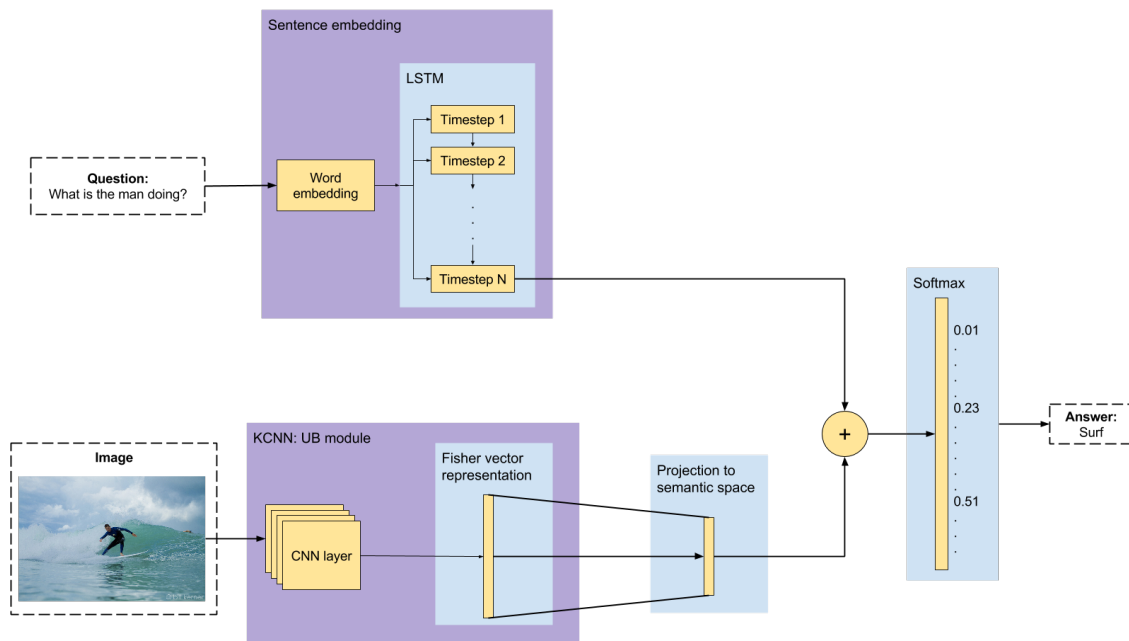 Sentence embedding
LSTM
Timestep 1
Timestep 2
Word
embedding
Question:
What is the man doing?
.
.
.
Timestep N
Softmax
0.01
.
.
.
.
.
0.23
.
.
.
.
.
0.51
.
.
.
.
Answer:
Surf
+
KCNN: UB module
Image
Fisher vector
representation
Projection to
semantic space
CNN layer